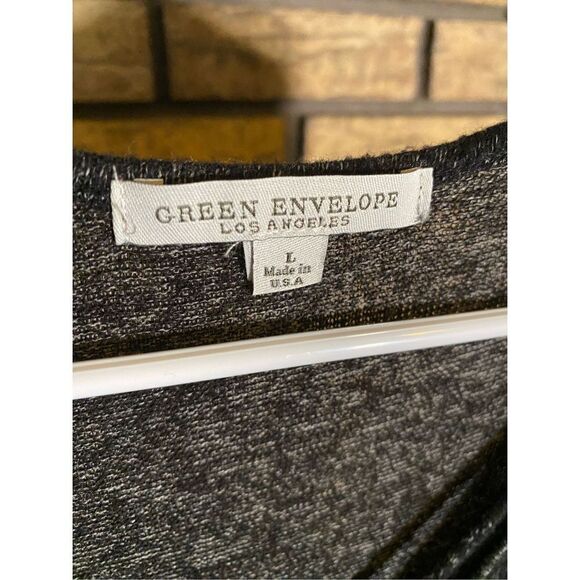 GREEN ENVELOPE
LOS ANGELES
L
Made in
U.S.A